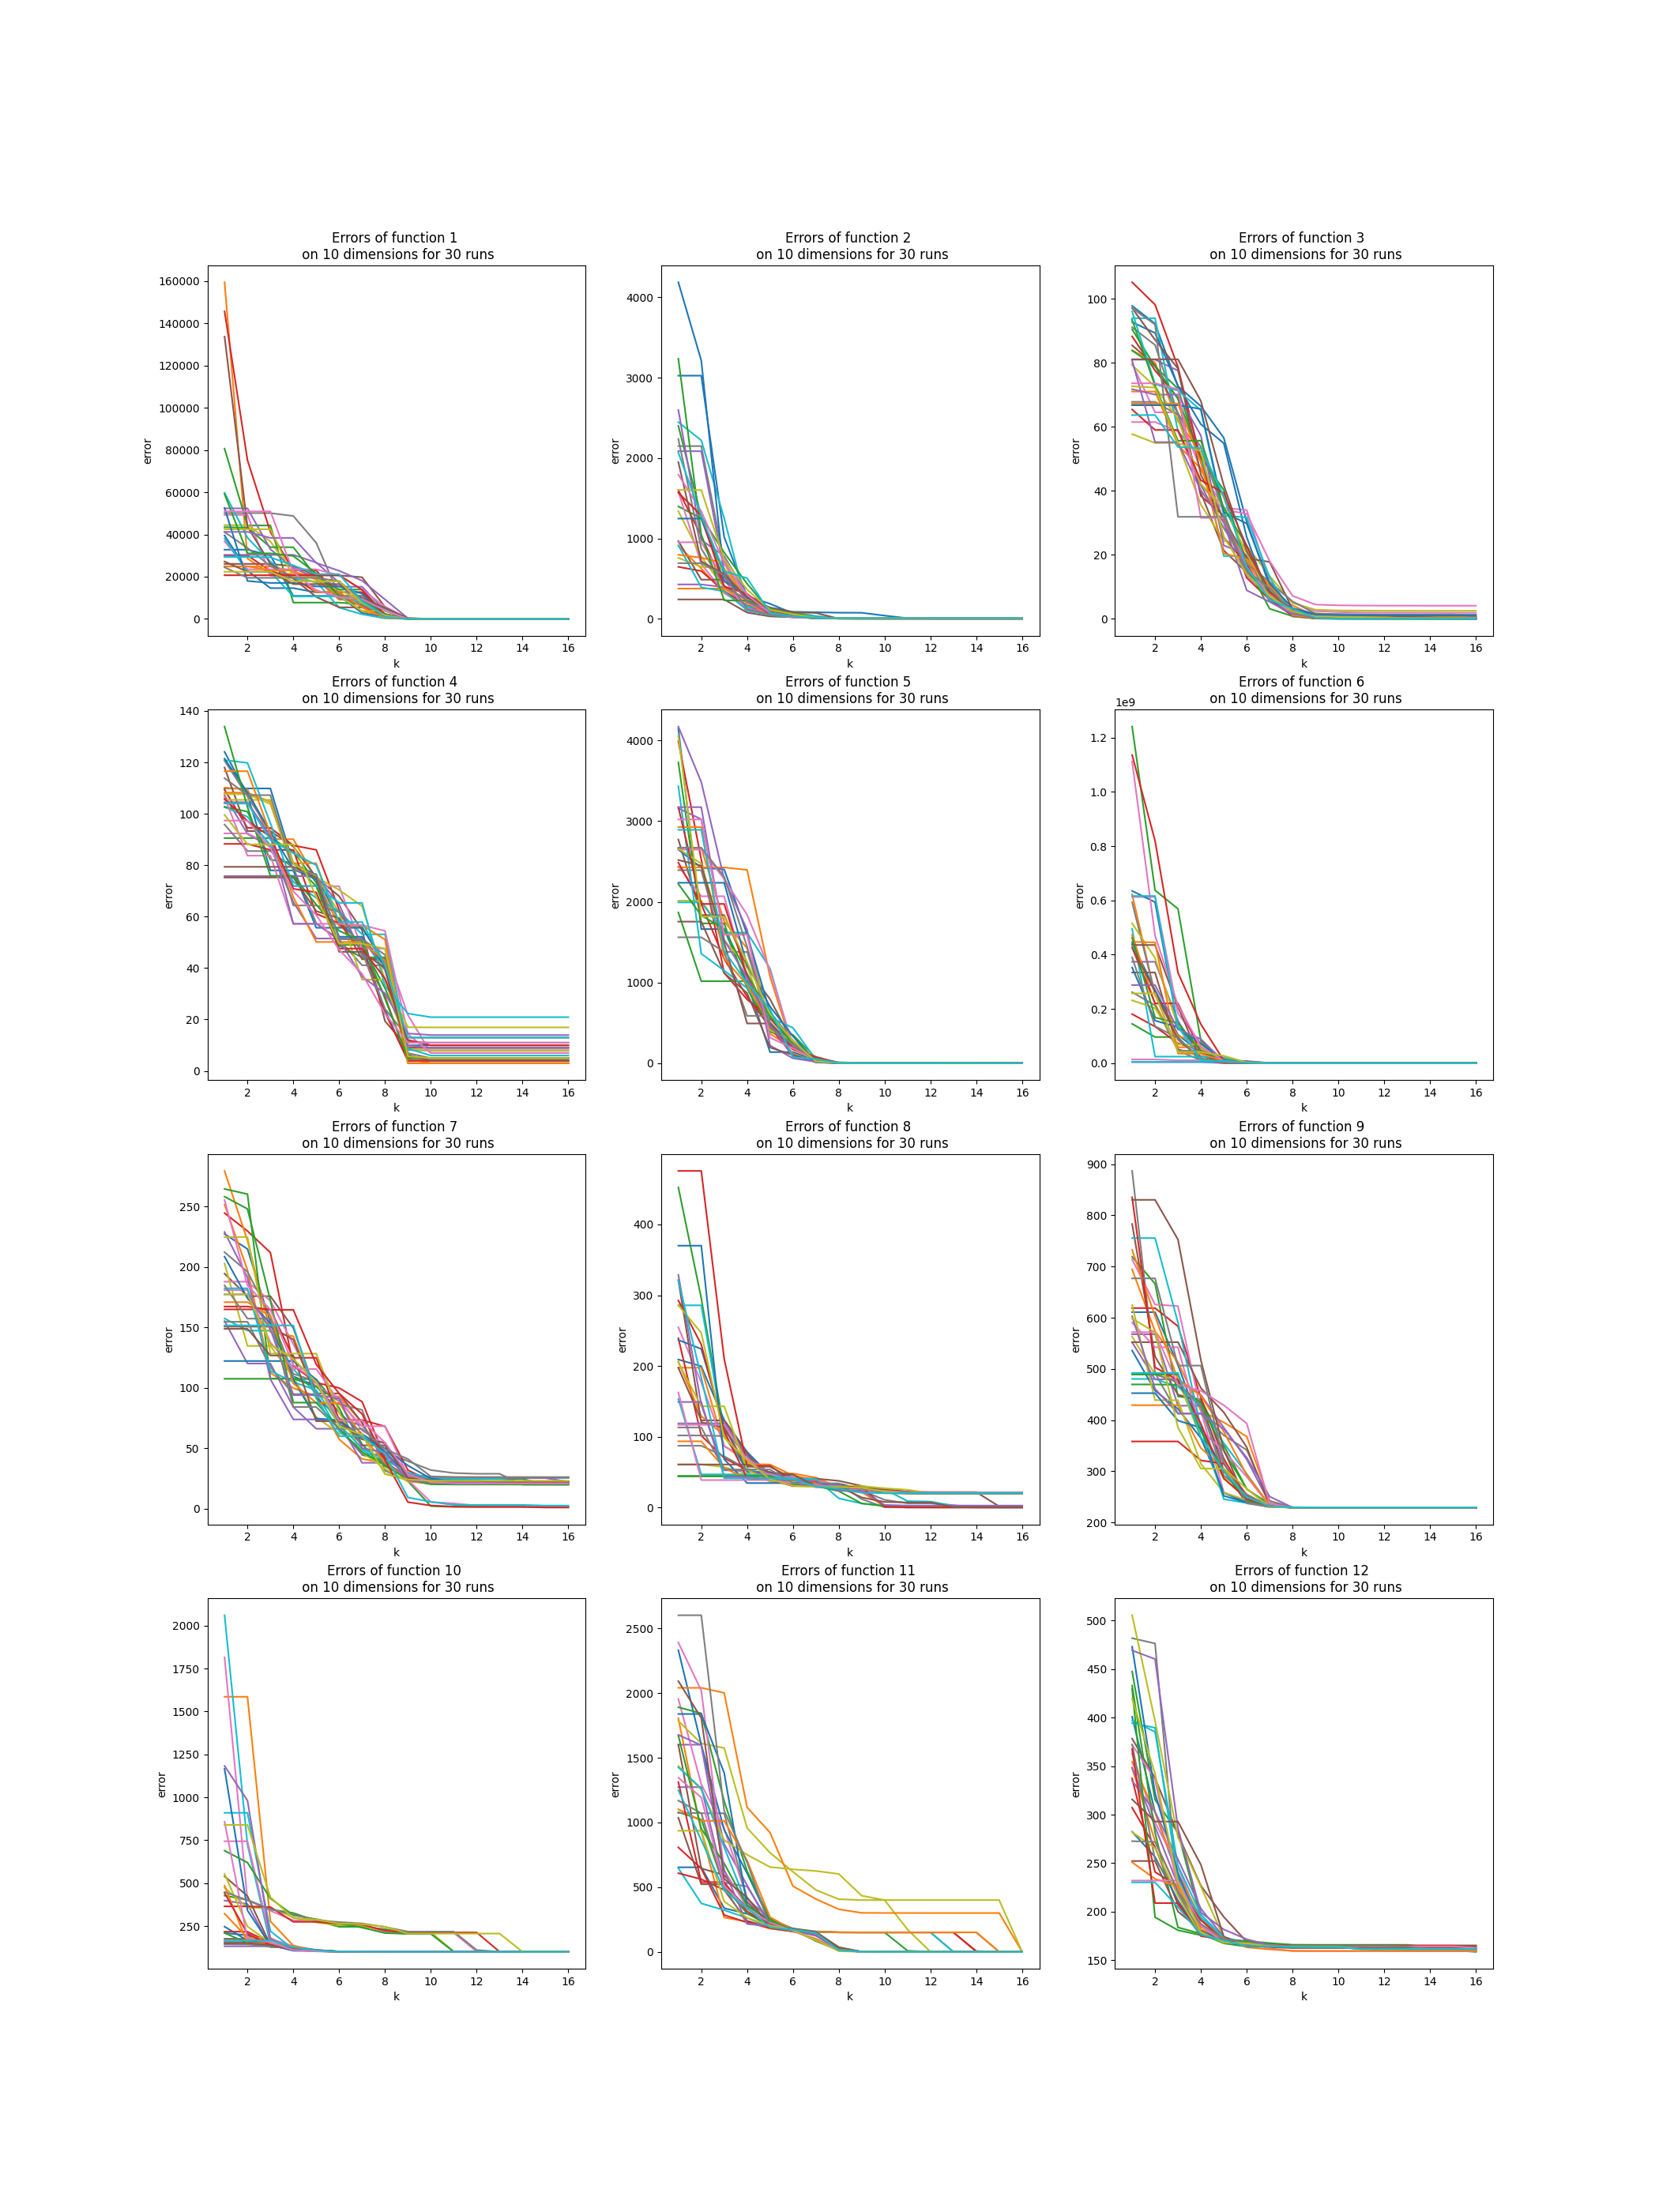 Errors of function 1
on 10 dimensions for 30 runs
error
160000
140000
120000
100000
80000
60000
40000
20000
0
2 4 6 8 10 12 14 16
k
Errors of function 2
on 10 dimensions for 30 runs
error
4000
3000
2000
1000
0
2 4 6 8 10 12 14 16
k
Errors of function 3
on 10 dimensions for 30 runs
error
100
80
60
40
20
0
2 4 6 8 10 12 14 16
k
Errors of function 4
on 10 dimensions for 30 runs
error
140
120
100
80
60
40
20
0
2 4 6 8 10 12 14 16
k
Errors of function 5
on 10 dimensions for 30 runs
error
4000
3000
2000
1000
0
2 4 6 8 10 12 14 16
k
Errors of function 6
on 10 dimensions for 30 runs
1e9
error
1.2
1.0
0.8
0.6
0.4
0.2
0.0
2 4 6 8 10 12 14 16
k
Errors of function 7
on 10 dimensions for 30 runs
error
250
200
150
100
50
0
2 4 6 8 10 12 14 16
k
Errors of function 8
on 10 dimensions for 30 runs
error
400
300
200
100
0
2 4 6 8 10 12 14 16
k
Errors of function 9
on 10 dimensions for 30 runs
error
900
800
700
600
500
400
300
200
2 4 6 8 10 12 14 16
k
Errors of function 10
on 10 dimensions for 30 runs
error
2000
1750
1500
1250
1000
750
500
250
2 4 6 8 10 12 14 16
k
Errors of function 11
on 10 dimensions for 30 runs
error
2500
2000
1500
1000
500
0
2 4 6 8 10 12 14 16
k
Errors of function 12
on 10 dimensions for 30 runs
error
500
450
400
350
300
250
200
150
2 4 6 8 10 12 14 16
k